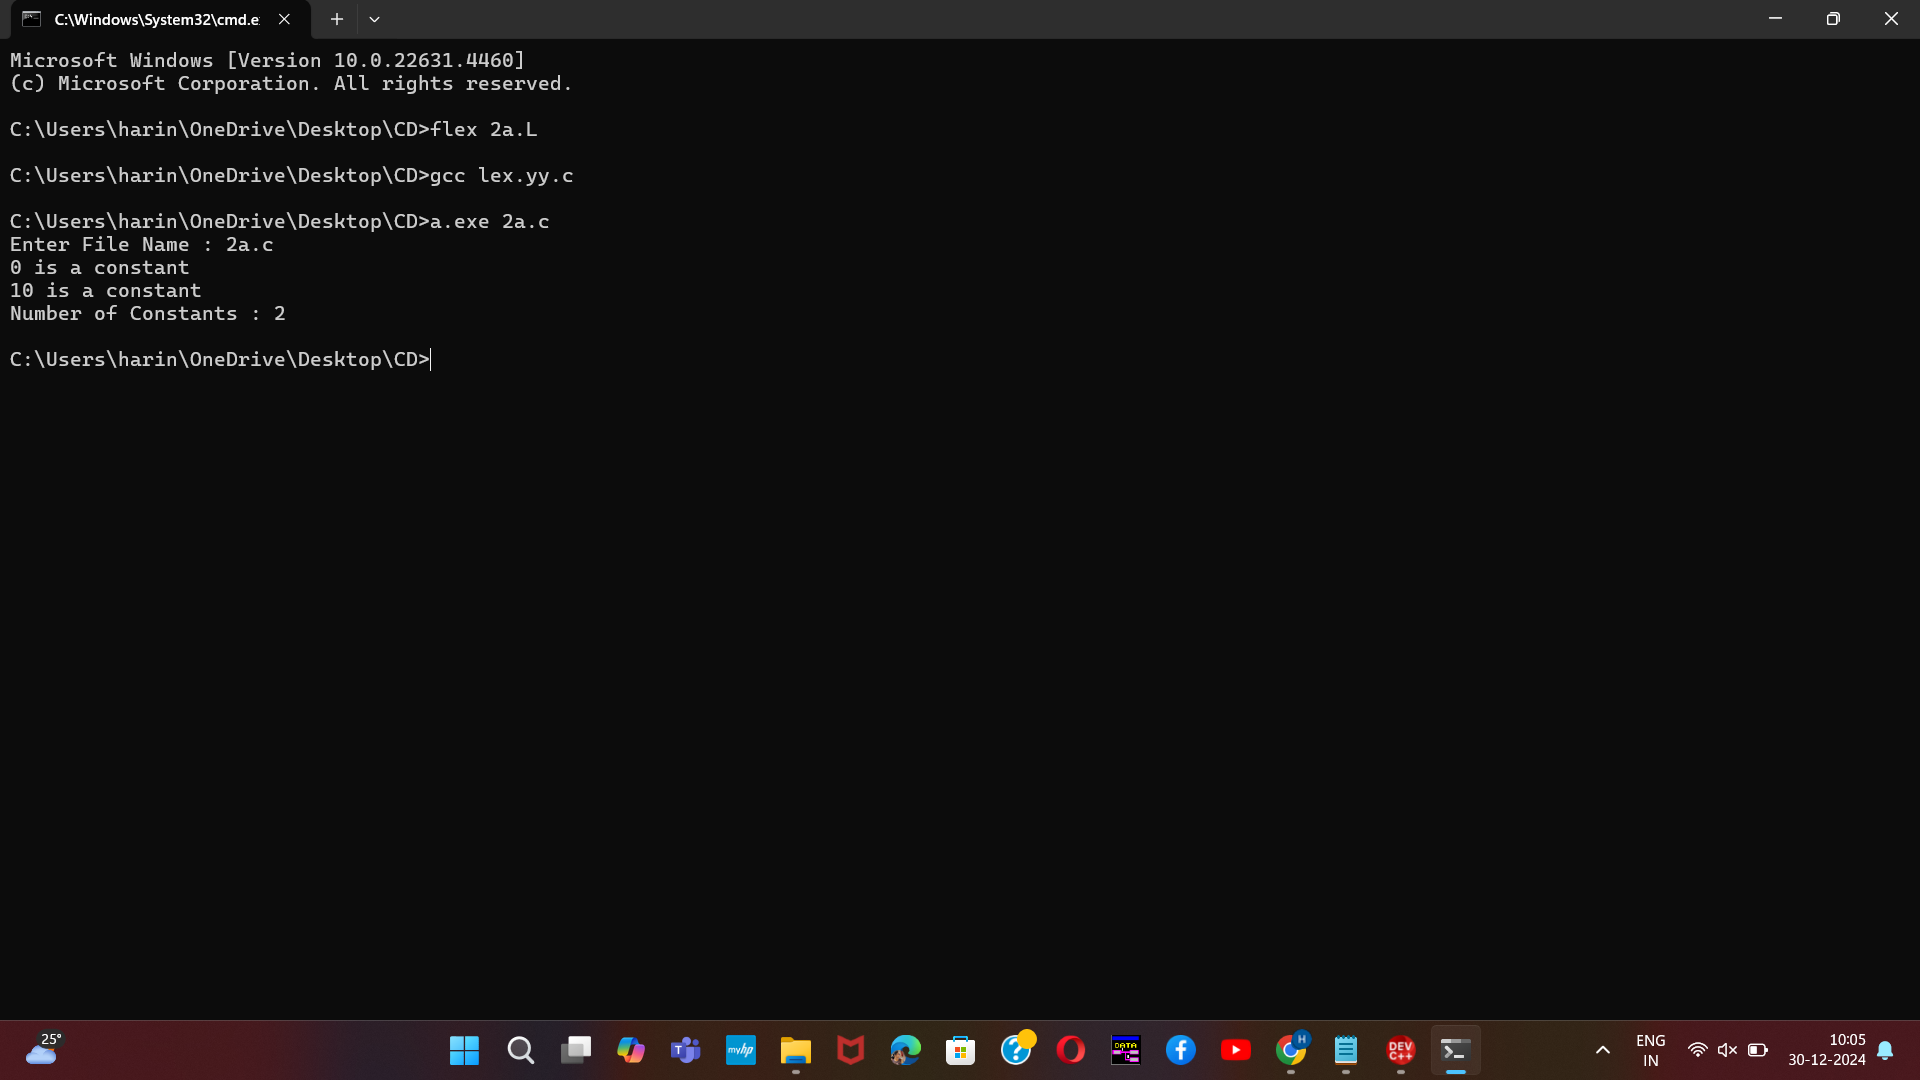 C:\Windows\System32\cmd.e
Microsoft Windows [Version 10.0.22631.4460]
(c) Microsoft Corporation. All rights reserved.
C:\Users\harin\OneDrive\Desktop\CD>flex 2a.L
C:\Users\harin\OneDrive\Desktop\CD>gcc lex.yy.c
C:\Users\harin\OneDrive\Desktop\CD>a.exe 2a.c
Enter File Name : 2a.c
0 is a constant
10 is a constant
Number of Constants : 2
C:\Users\harin\OneDrive\Desktop\CD>
25°
T
myhp
DATA
H
DEV
C++
ENG
IN
10:05
30-12-2024